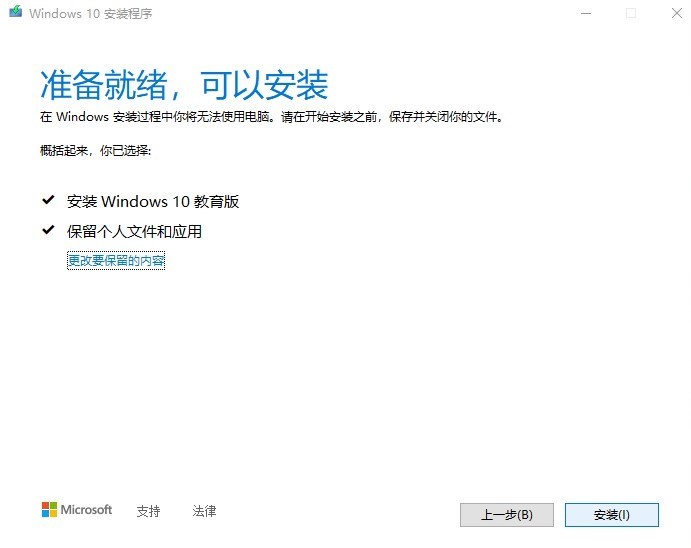 Windows 10 安装程序
准备就绪，可以安装
在 Windows 安装过程中你将无法使用电脑。请在开始安装之前，保存并关闭你的文件。
概括起来，你已选择:
安装 Windows 10 教育版
保留个人文件和应用
更改要保留的内容
Microsoft 支持 法律 上一步(B) 安装(I)